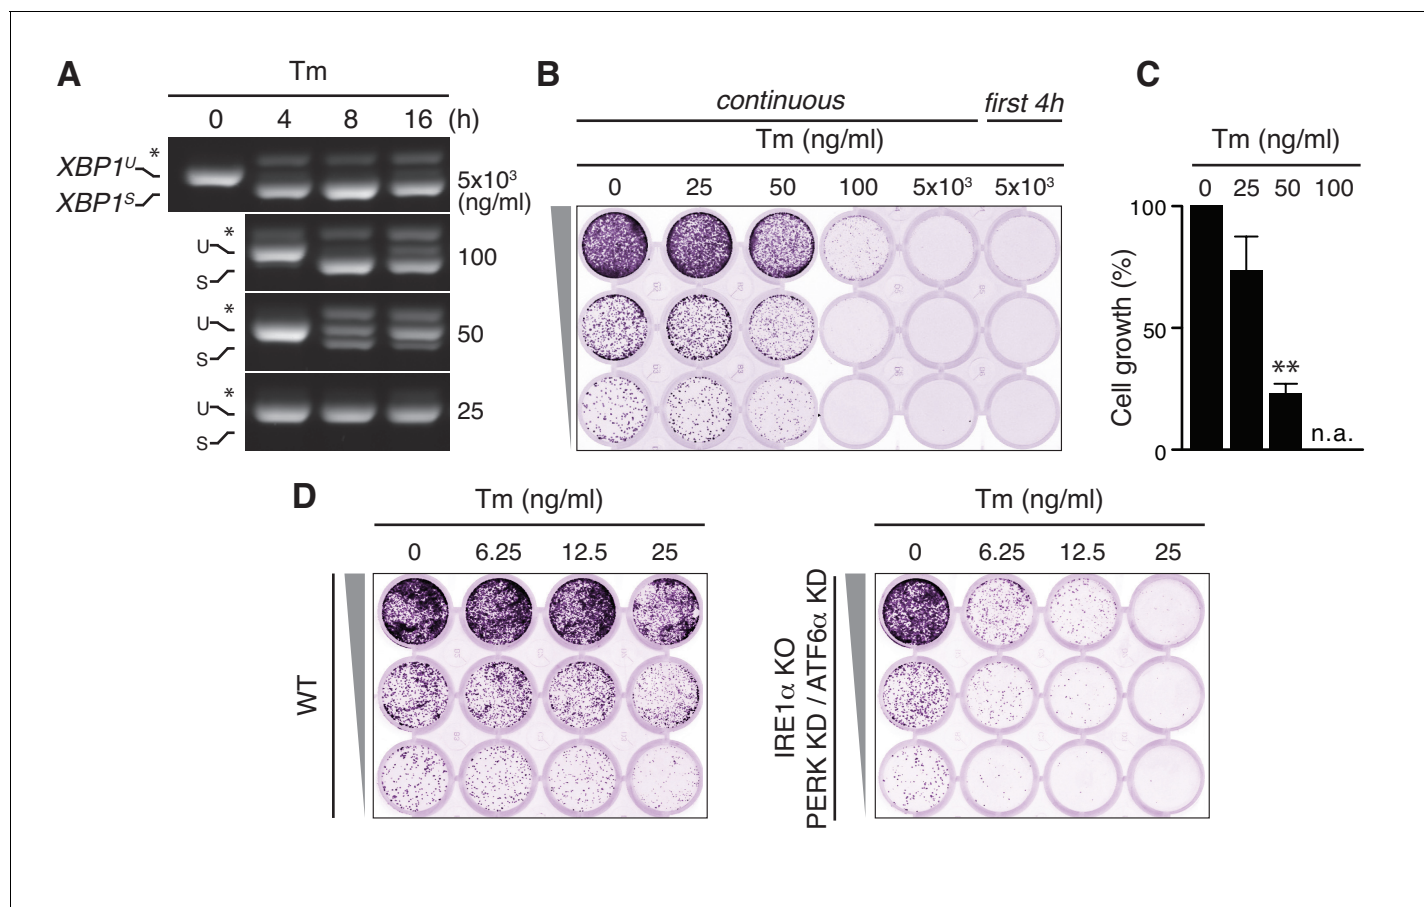 A
Tm
0 4 8 16 (h)
*
XBP1ᵁ
XBP1ˢ
5x10³
(ng/ml)
*
U
S
100
*
U
S
50
*
U
S
25
B
continuous first 4h
Tm (ng/ml)
0 25 50 100 5x10³ 5x10³
C
Tm (ng/ml)
0 25 50 100
Cell growth (%)
100
50
0
**
n.a.
D
Tm (ng/ml)
0 6.25 12.5 25
WT
Tm (ng/ml)
0 6.25 12.5 25
IRE1α KO
PERK KD / ATF6α KD